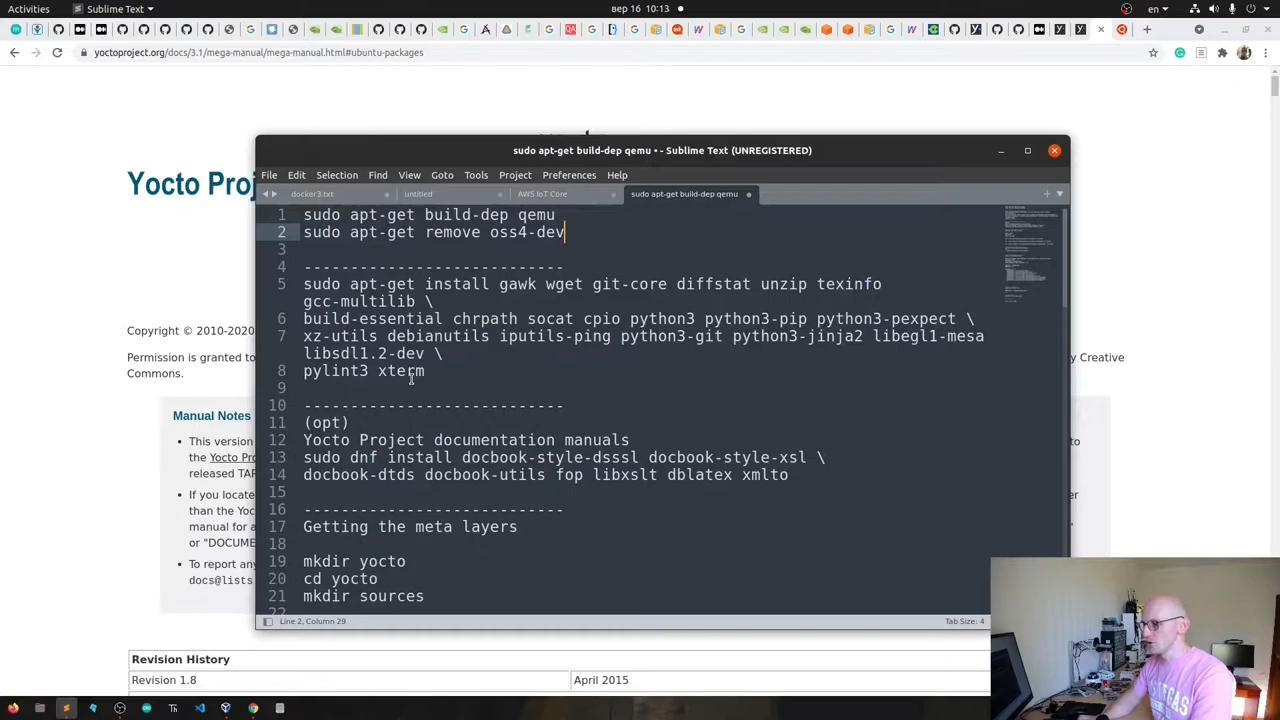 Activities
Sublime Text
вер 16 10:13
en
yoctoproject.org/docs/3.1/mega-manual/mega-manual.html#ubuntu-packages
sudo apt-get build-dep qemu • - Sublime Text (UNREGISTERED)
File Edit Selection Find View Goto Tools Project Preferences Help
docker3.txt
untitled
AWS IoT Core
sudo apt-get build-dep qemu
1 sudo apt-get build-dep qemu
2 sudo apt-get remove oss4-dev
3
4 ----------------------------
5 sudo apt-get install gawk wget git-core diffstat unzip texinfo
gcc-multilib \
6 build-essential chrpath socat cpio python3 python3-pip python3-pexpect \
7 xz-utils debianutils iputils-ping python3-git python3-jinja2 libegl1-mesa
libsdl1.2-dev \
8 pylint3 xterm
9
10 ----------------------------
11 (opt)
12 Yocto Project documentation manuals
13 sudo dnf install docbook-style-dsssl docbook-style-xsl \
14 docbook-dtds docbook-utils fop libxslt dblatex xmlto
15
16 ----------------------------
17 Getting the meta layers
18
19 mkdir yocto
20 cd yocto
21 mkdir sources
22
Line 2, Column 29
Tab Size: 4
Yocto Proj
Copyright © 2010-2020
Permission is granted to
y Creative
Commons.
Manual Notes
This version
to
the Yocto Pro
released TAR
If you locate
er
than the Yoc
manual for a
or "DOCUME
To report any
docs@lists
Revision History
Revision 1.8
April 2015